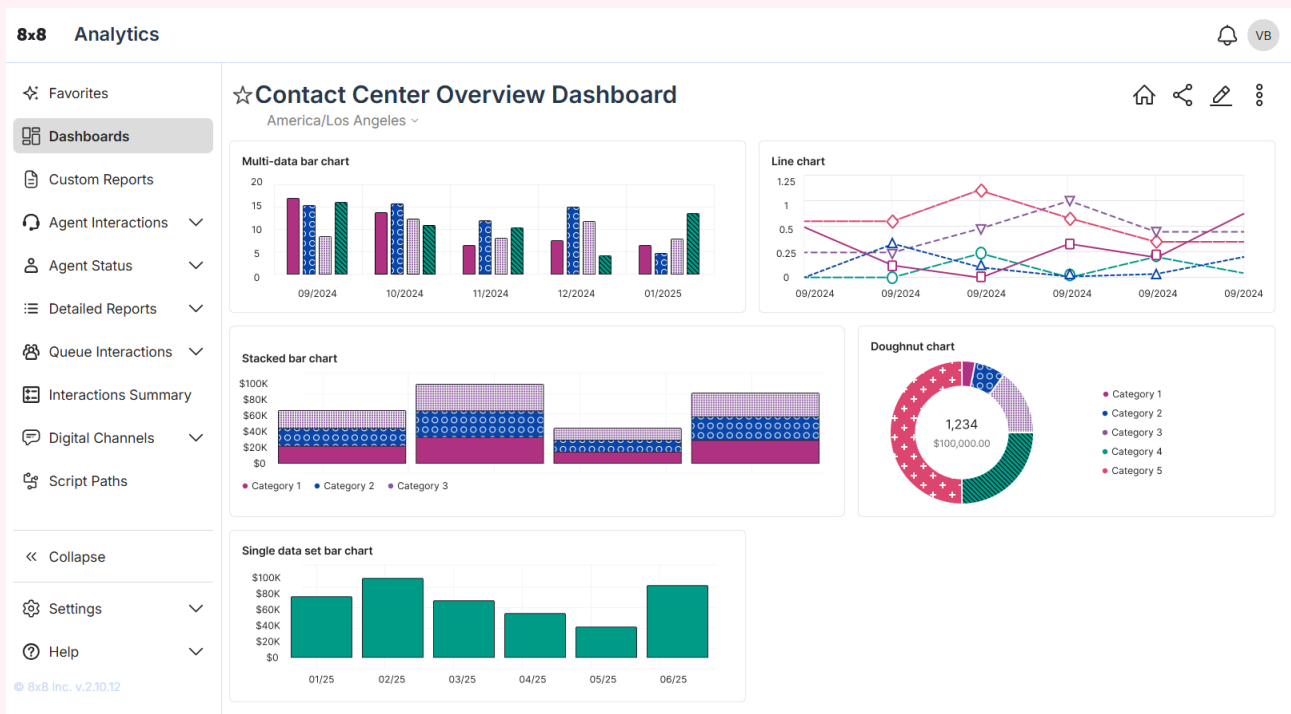 8x8 Analytics
VB
Favorites
Dashboards
Custom Reports
Agent Interactions
Agent Status
Detailed Reports
Queue Interactions
Interactions Summary
Digital Channels
Script Paths
Collapse
Settings
Help
© 8x8 Inc. v.2.10.12
Contact Center Overview Dashboard
America/Los Angeles
Multi-data bar chart
20
15
10
5
0
09/2024 10/2024 11/2024 12/2024 01/2025
Line chart
1.25
1
0.5
0.25
0
09/2024 09/2024 09/2024 09/2024 09/2024 09/2024
Stacked bar chart
$100K
$80K
$60K
$40K
$20K
$0
Category 1 Category 2 Category 3
Doughnut chart
1,234
$100,000.00
Category 1
Category 2
Category 3
Category 4
Category 5
Single data set bar chart
$100K
$80K
$60K
$40K
$20K
$0
01/25 02/25 03/25 04/25 05/25 06/25